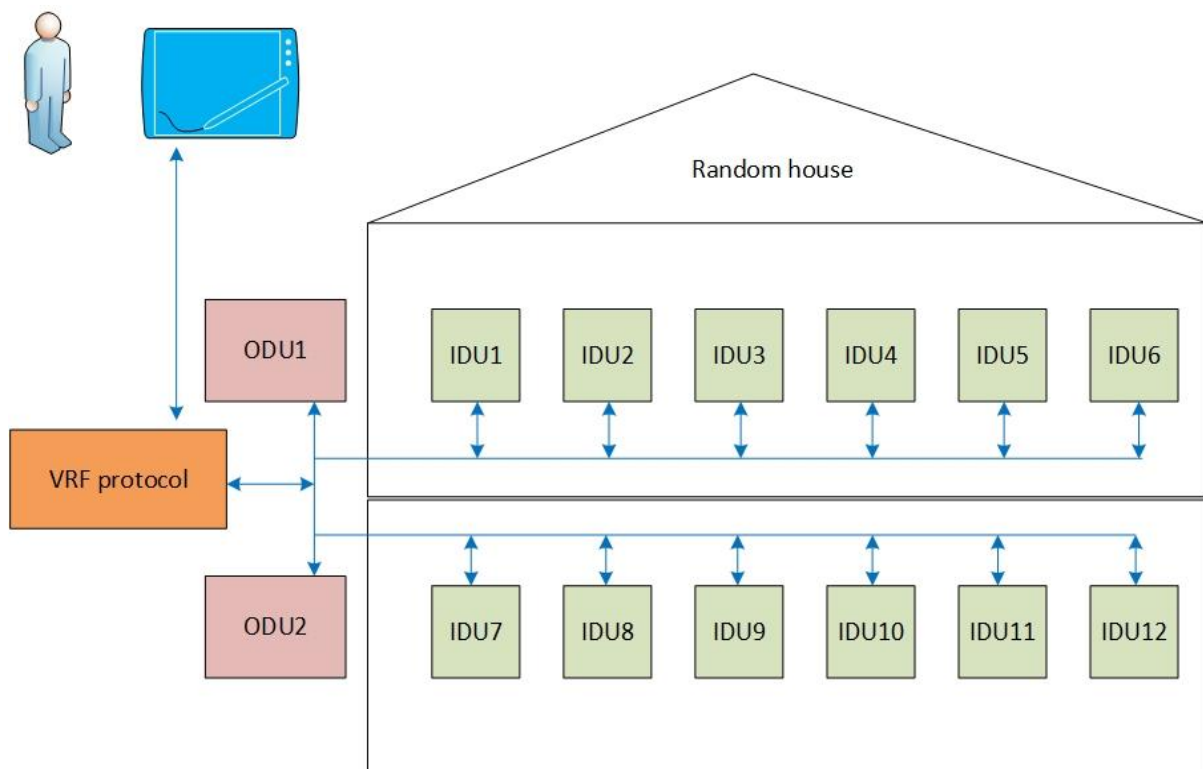 Random house
ODU1
IDU1
IDU2
IDU3
IDU4
IDU5
IDU6
VRF protocol
ODU2
IDU7
IDU8
IDU9
IDU10
IDU11
IDU12